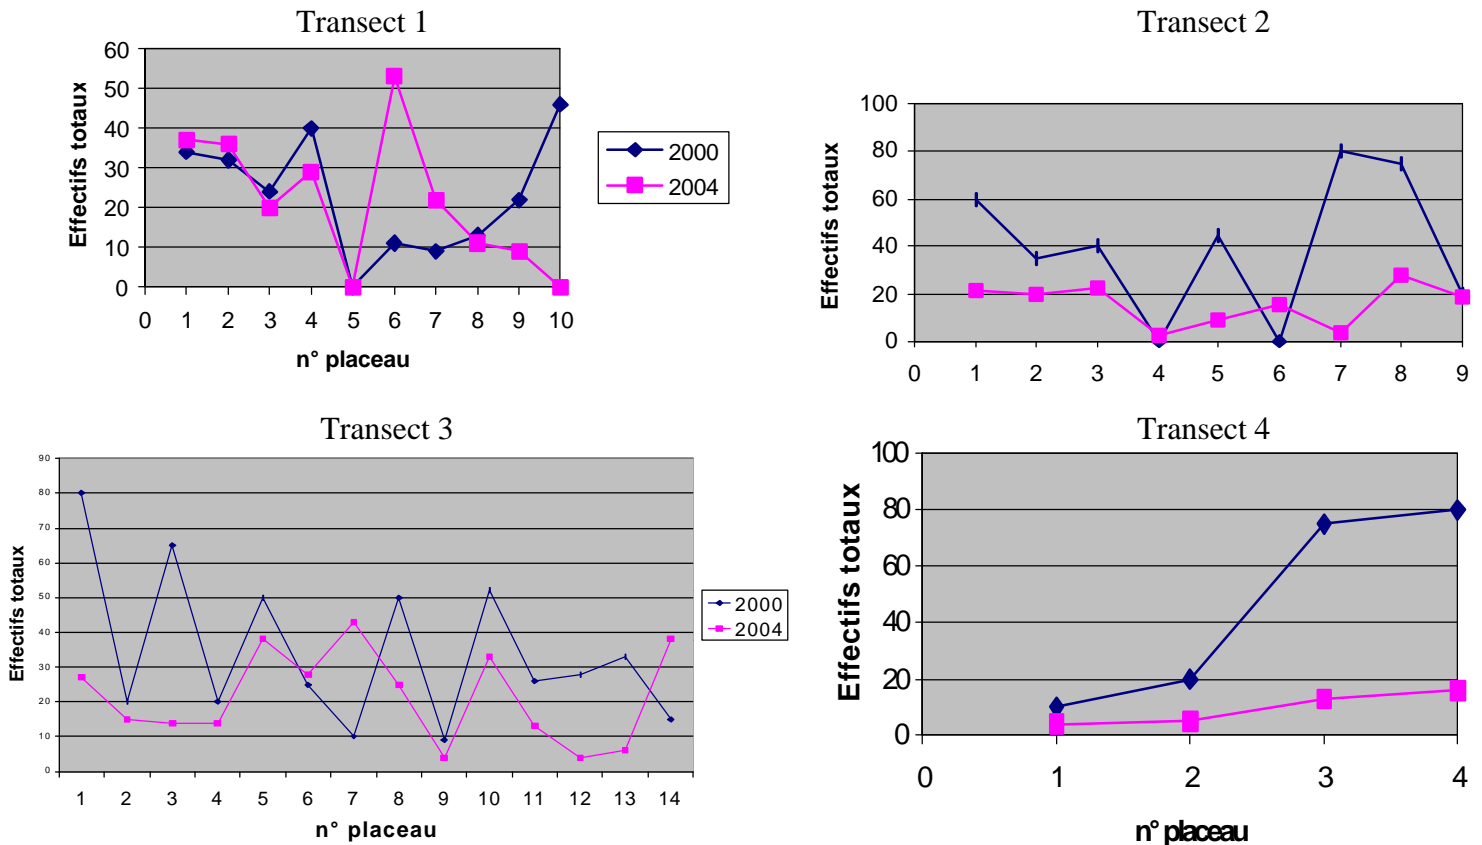 Transect 1
60
50
40
30
20
10
0
Effectifs totaux
0 1 2 3 4 5 6 7 8 9 10
n° placeau
2000
2004
Transect 2
100
80
60
40
20
0
Effectifs totaux
0 1 2 3 4 5 6 7 8 9
Transect 3
90
80
70
60
50
40
30
20
10
0
Effectifs totaux
1 2 3 4 5 6 7 8 9 10 11 12 13 14
n° placeau
2000
2004
Transect 4
100
80
60
40
20
0
Effectifs totaux
0 1 2 3 4
n° placeau